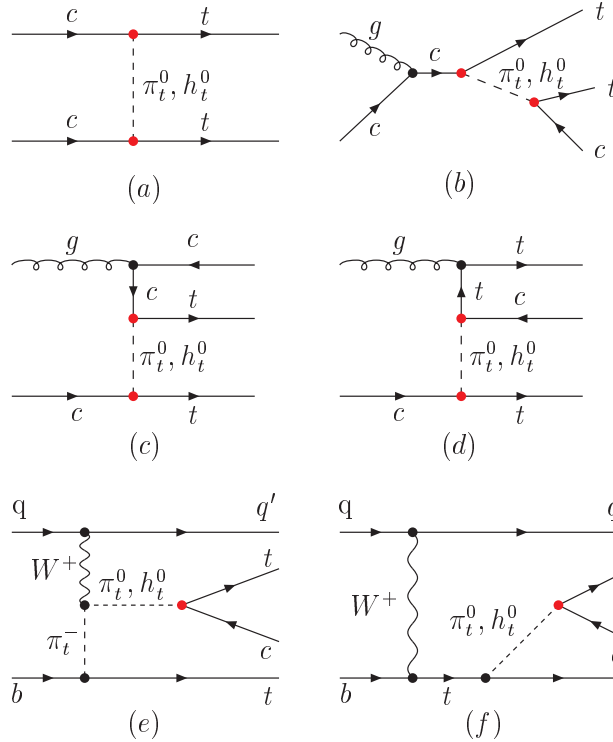 c t
π_t^0, h_t^0
c t
(a)
g
c
t
π_t^0, h_t^0
t
c
c
(b)
g
c
c
t
π_t^0, h_t^0
c t
(c)
g
t
t
c
π_t^0, h_t^0
c t
(d)
q q′
W^+
π_t^0, h_t^0
t
π_t^-
c
b t
(e)
q q
W^+
π_t^0, h_t^0
b t
(f)